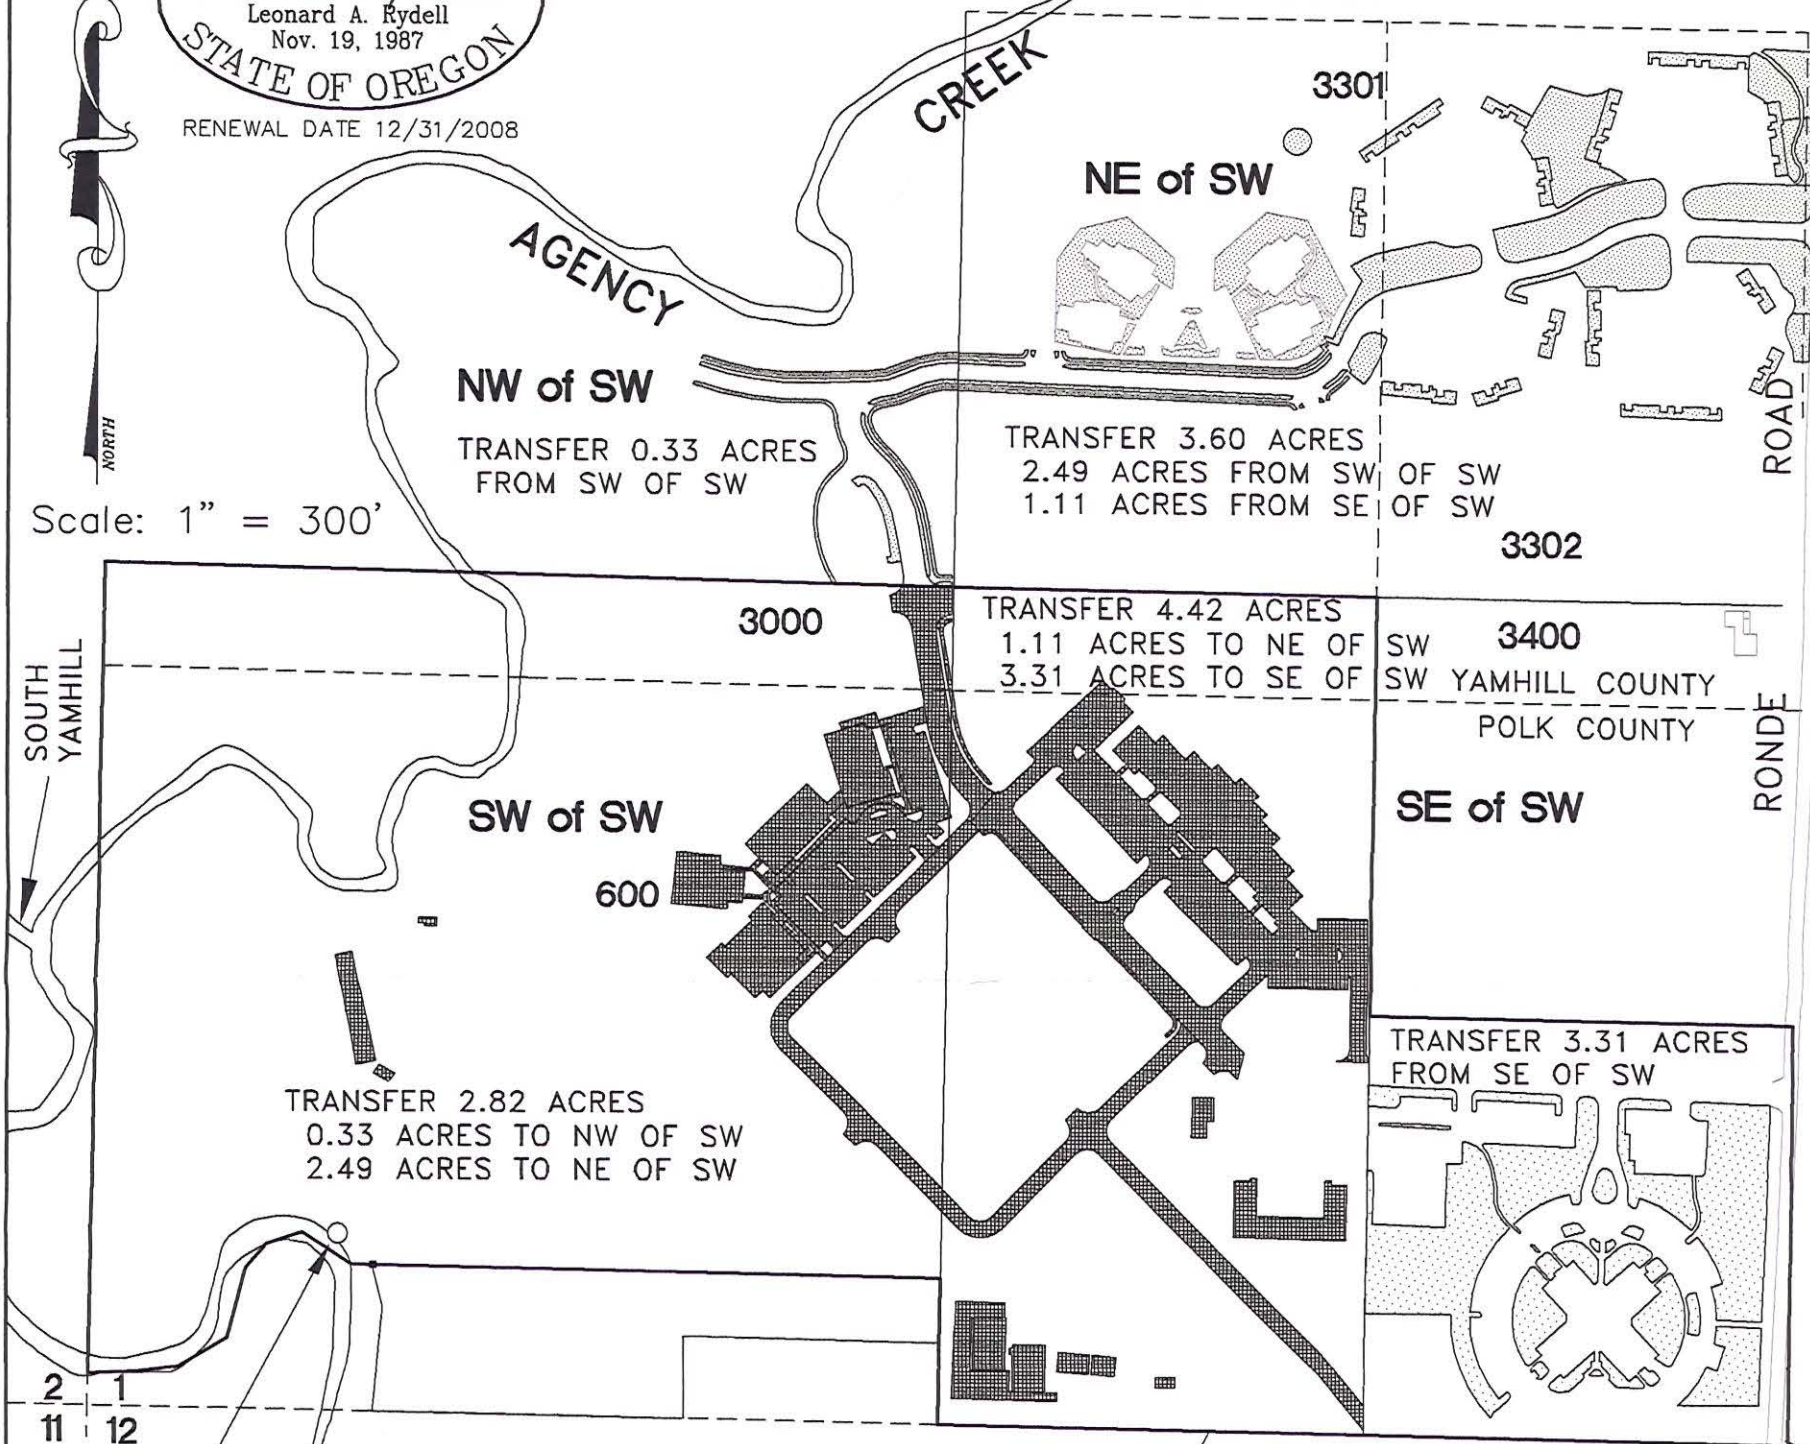 Leonard A. Rydell
Nov. 19, 1987
STATE OF OREGON
RENEWAL DATE 12/31/2008
NORTH
Scale: 1" = 300'
CREEK
AGENCY
3301
NE of SW
NW of SW
TRANSFER 0.33 ACRES
FROM SW OF SW
TRANSFER 3.60 ACRES
2.49 ACRES FROM SW OF SW
1.11 ACRES FROM SE OF SW
ROAD
3302
3000
TRANSFER 4.42 ACRES
1.11 ACRES TO NE OF SW
3.31 ACRES TO SE OF SW
3400
YAMHILL COUNTY
POLK COUNTY
RONDE
SOUTH
YAMHILL
SW of SW
600
SE of SW
TRANSFER 3.31 ACRES
FROM SE OF SW
TRANSFER 2.82 ACRES
0.33 ACRES TO NW OF SW
2.49 ACRES TO NE OF SW
2 1
11 12